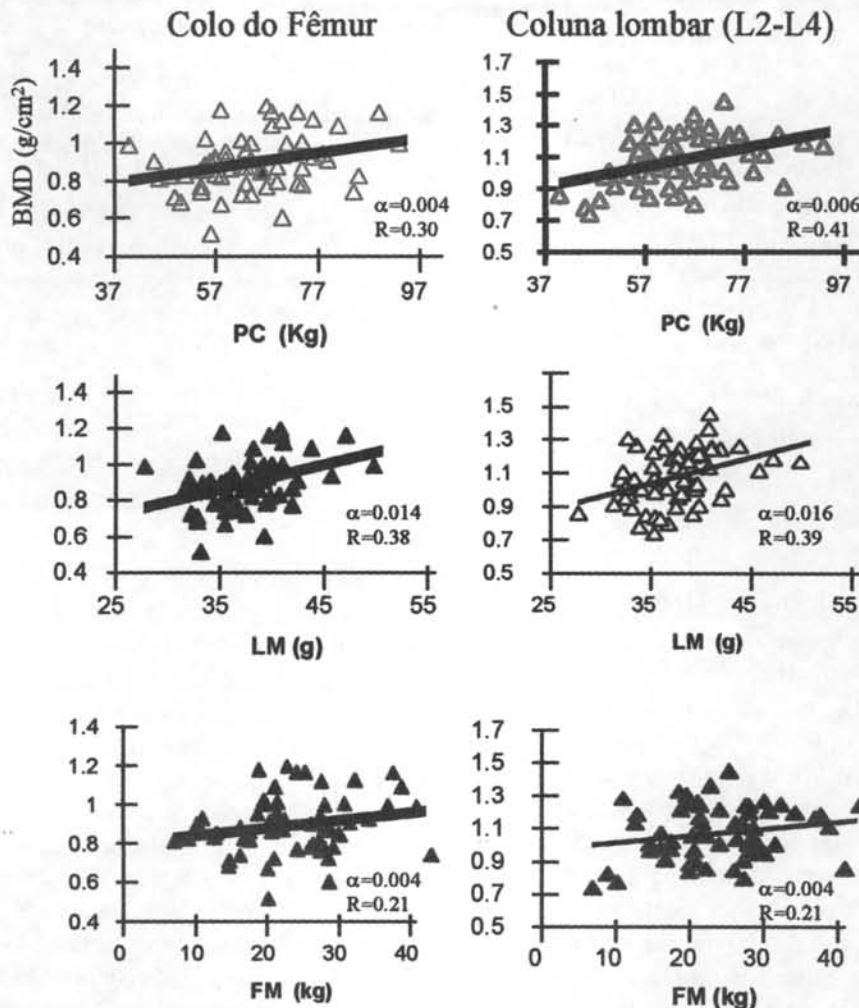 Colo do Fêmur
BMD (g/cm²)
1.4
1.2
1
0.8
0.6
0.4
α=0.004
R=0.30
37 57 77 97
PC (Kg)
Coluna lombar (L2-L4)
1.7
1.5
1.3
1.1
0.9
0.7
0.5
α=0.006
R=0.41
37 57 77 97
PC (Kg)
1.4
1.2
1
0.8
0.6
0.4
α=0.014
R=0.38
25 35 45 55
LM (g)
1.5
1.3
1.1
0.9
0.7
0.5
α=0.016
R=0.39
25 35 45 55
LM (g)
1.4
1.2
1
0.8
0.6
0.4
α=0.004
R=0.21
0 10 20 30 40
FM (kg)
1.7
1.5
1.3
1.1
0.9
0.7
0.5
α=0.004
R=0.21
0 10 20 30 40
FM (kg)